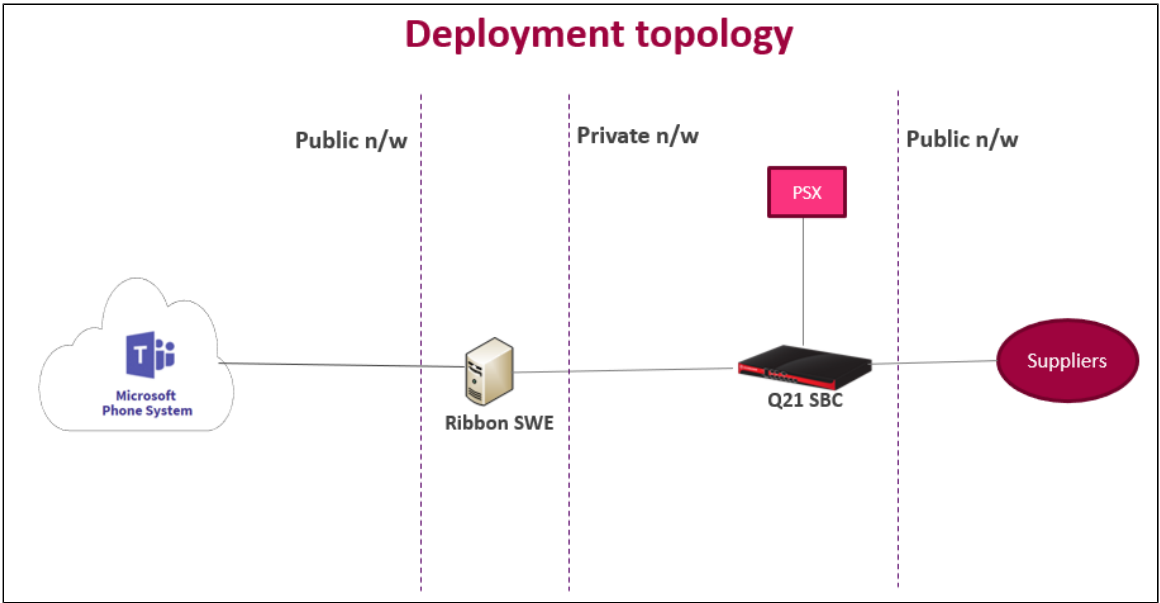 Deployment topology
Public n/w
Private n/w
Public n/w
PSX
T
Microsoft
Phone System
Ribbon SWE
Q21 SBC
Suppliers